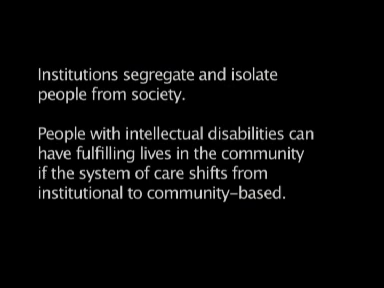 Institutions segregate and isolate
people from society.
People with intellectual disabilities can
have fulfilling lives in the community
if the system of care shifts from
institutional to community-based.